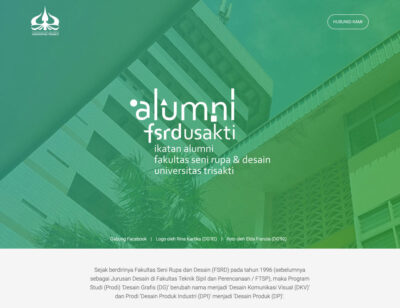 HUBUNGI KAMI
UNIVERSITAS TRISAKTI
alumni
fsrdusakti
ikatan alumni
fakultas seni rupa & desain
universitas trisakti
Gabung Facebook | Logo oleh Rina Kartika (DG'92) | Foto oleh Elda Franzia (DG'92)
Sejak berdirinya Fakultas Seni Rupa dan Desain (FSRD) pada tahun 1996 (sebelumnya
sebagai Jurusan Desain di Fakultas Teknik Sipil dan Perencanaan / FTSP), maka Program
Studi (Prodi) 'Desain Grafis (DG)' berubah nama menjadi 'Desain Komunikasi Visual (DKV)'
dan Prodi 'Desain Produk Industri (DPI)' menjadi 'Desain Produk (DP)'.